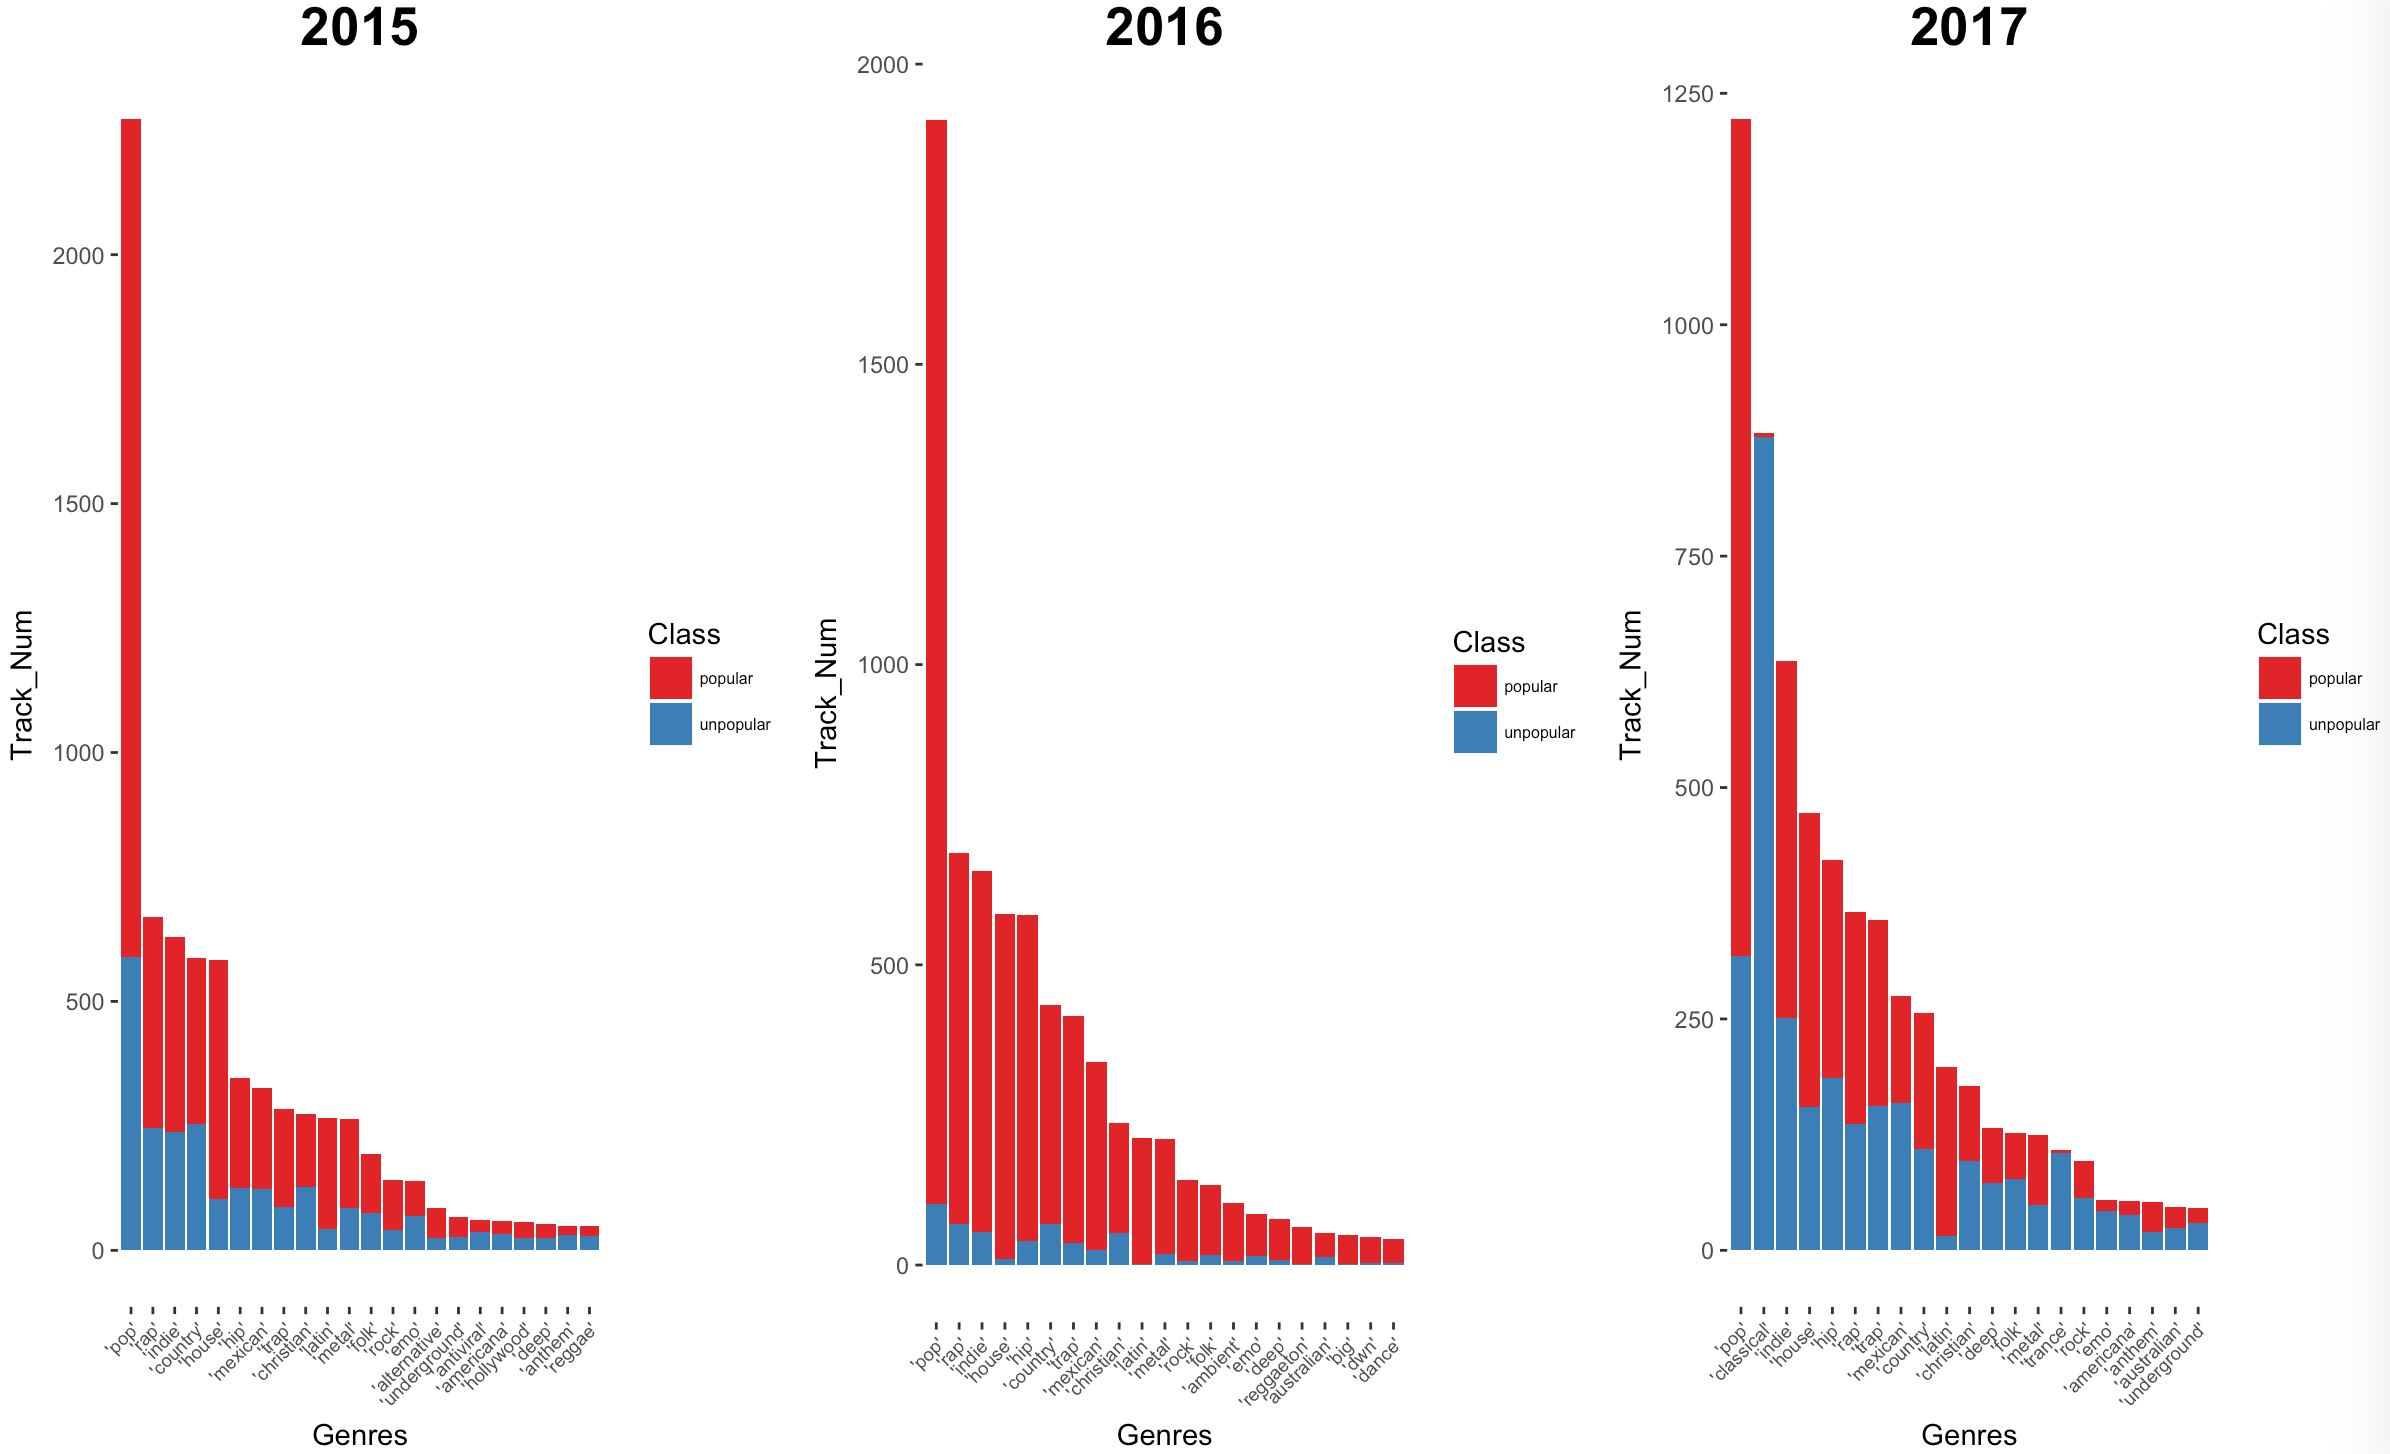 2015
2000
1500
1000
500
0
Track_Num
'pop'
'rap'
'indie'
'country'
'house'
'hip'
'mexican'
'trap'
'christian'
'latin'
'metal'
'folk'
'rock'
'emo'
'alternative'
'underground'
'antiviral'
'americana'
'hollywood'
'deep'
'anthem'
'reggae'
Genres
Class
popular
unpopular
2016
2000
1500
1000
500
0
Track_Num
'pop'
'rap'
'indie'
'house'
'hip'
'country'
'trap'
'mexican'
'christian'
'latin'
'metal'
'rock'
'folk'
'ambient'
'emo'
'deep'
'reggaeton'
'australian'
'big'
'dwn'
'dance'
Genres
Class
popular
unpopular
2017
1250
1000
750
500
250
0
Track_Num
'pop'
'classical'
'indie'
'house'
'hip'
'rap'
'trap'
'mexican'
'country'
'latin'
'christian'
'deep'
'folk'
'metal'
'trance'
'rock'
'emo'
'americana'
'anthem'
'australian'
'underground'
Genres
Class
popular
unpopular